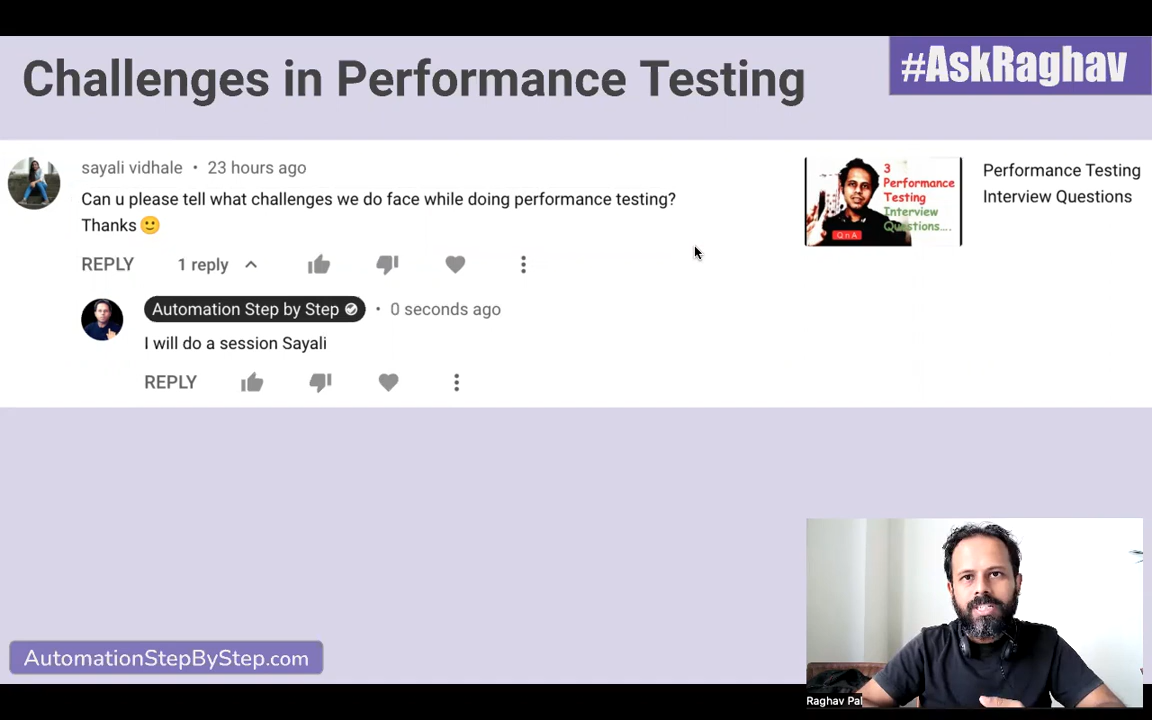 Challenges in Performance Testing
#AskRaghav
sayali vidhale • 23 hours ago
Can u please tell what challenges we do face while doing performance testing?
Thanks🙂
REPLY 1 reply
Automation Step by Step • 0 seconds ago
I will do a session Sayali
REPLY
3
Performance
Testing
Interview
Questions....
QnA
Performance Testing
Interview Questions
AutomationStepByStep.com
Raghav Pal